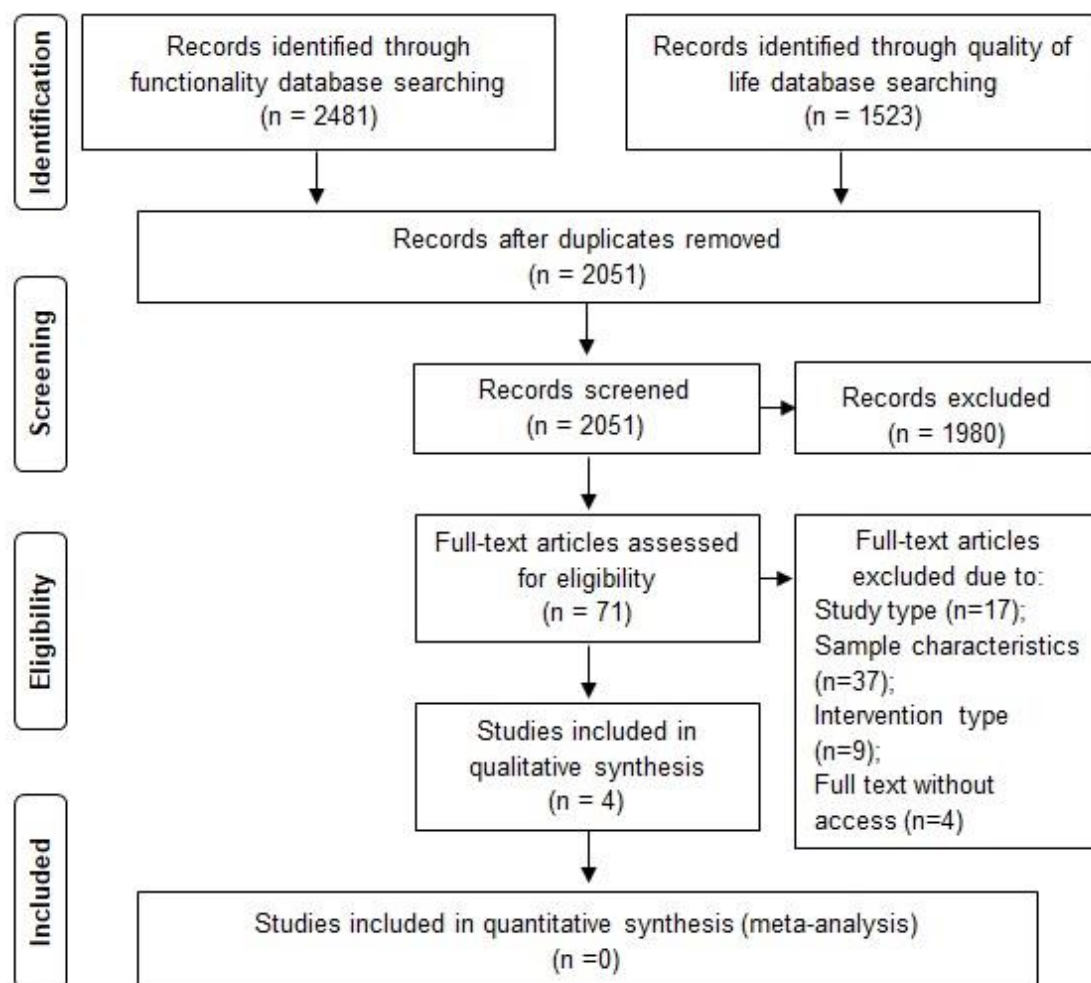 Identification
Records identified through
functionality database searching
(n = 2481)
Records identified through quality of
life database searching
(n = 1523)
Records after duplicates removed
(n = 2051)
Screening
Records screened
(n = 2051)
Records excluded
(n = 1980)
Eligibility
Full-text articles assessed
for eligibility
(n = 71)
Full-text articles
excluded due to:
Study type (n=17);
Sample characteristics
(n=37);
Intervention type
(n=9);
Full text without
access (n=4)
Studies included in
qualitative synthesis
(n = 4)
Included
Studies included in quantitative synthesis (meta-analysis)
(n =0)